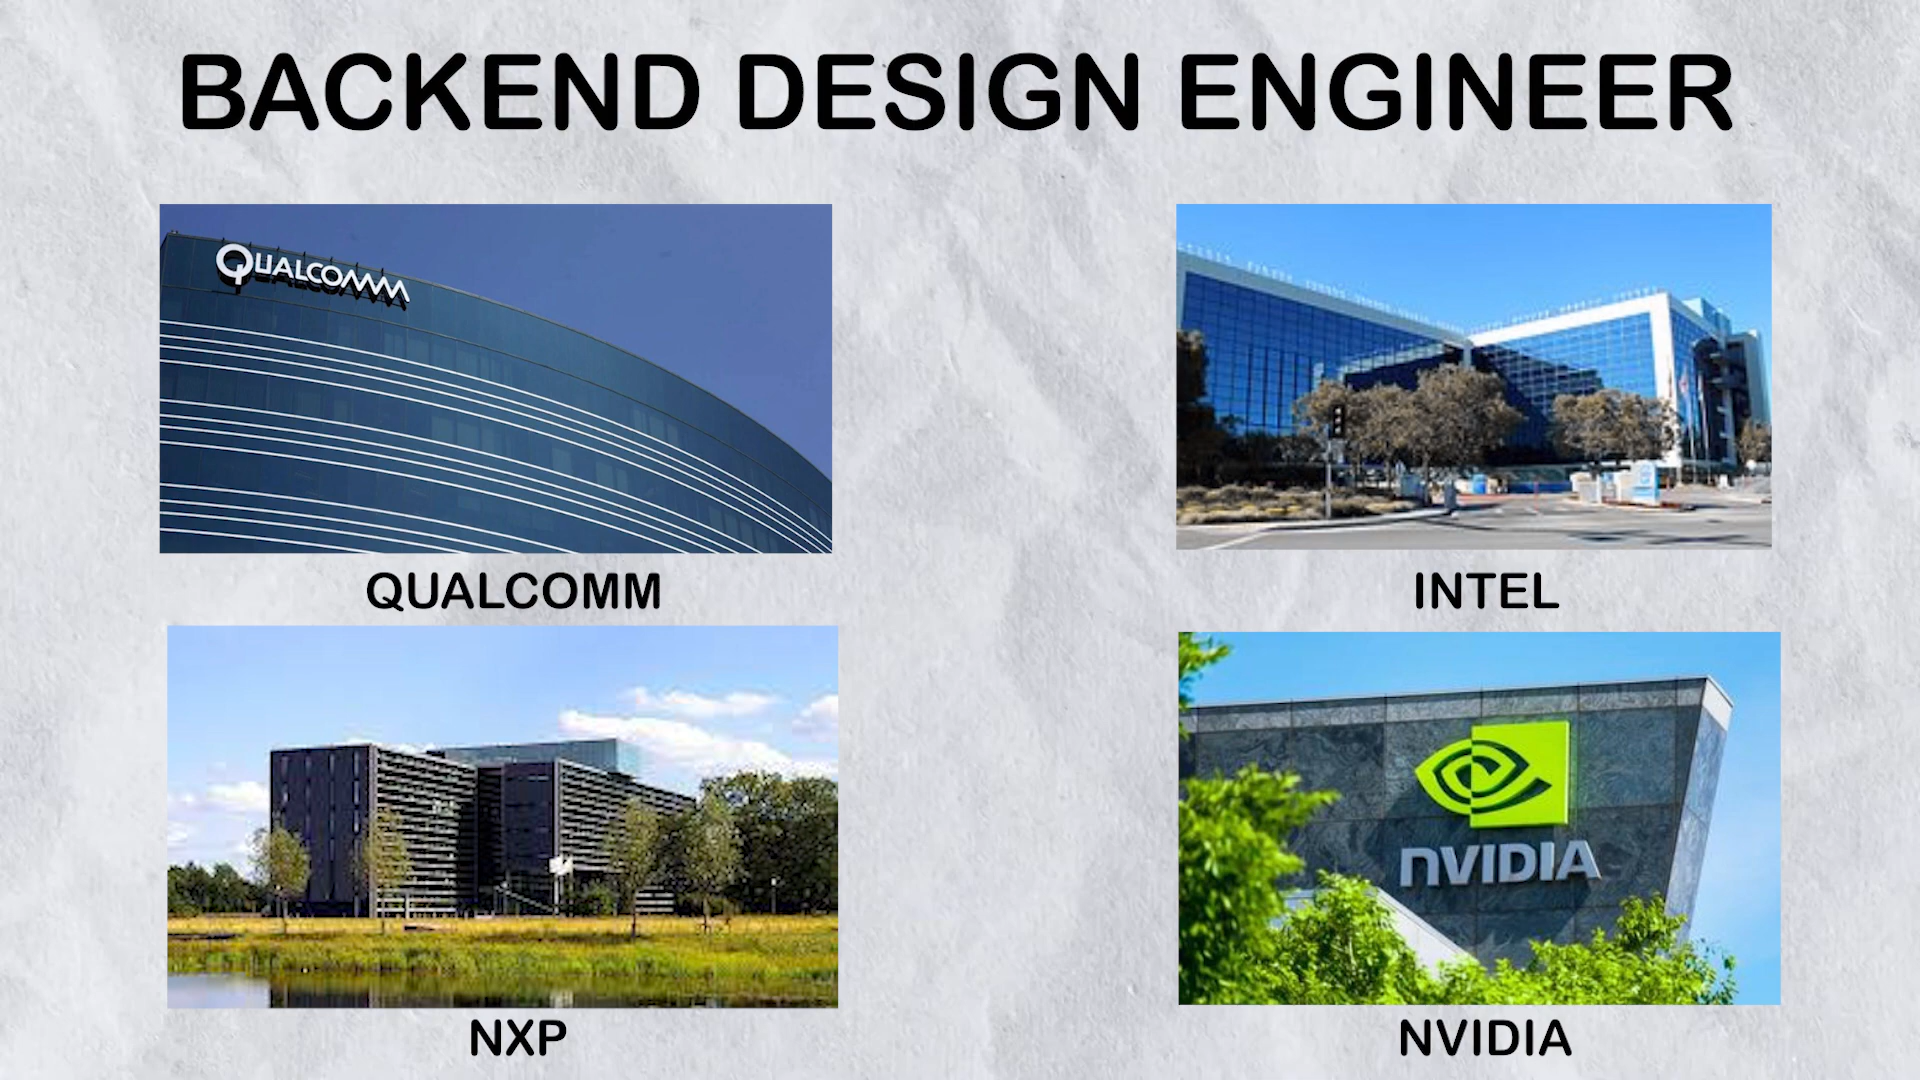 BACKEND DESIGN ENGINEER
QUALCOMM
QUALCOMM
INTEL
NVIDIA
NXP
NVIDIA